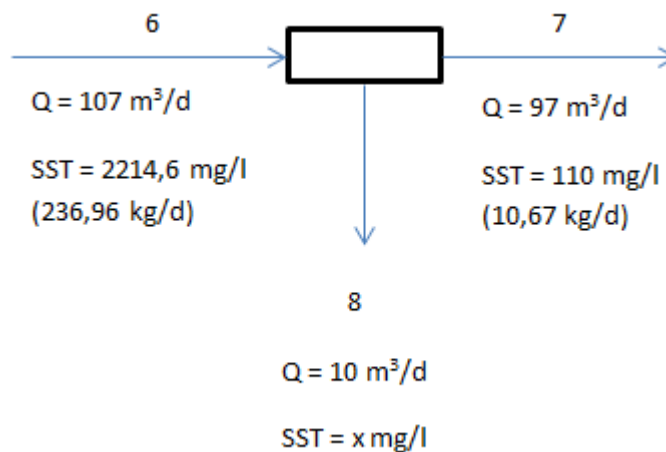 6
7
Q = 107 m³/d
Q = 97 m³/d
SST = 2214,6 mg/l
(236,96 kg/d)
SST = 110 mg/l
(10,67 kg/d)
8
Q = 10 m³/d
SST = x mg/l